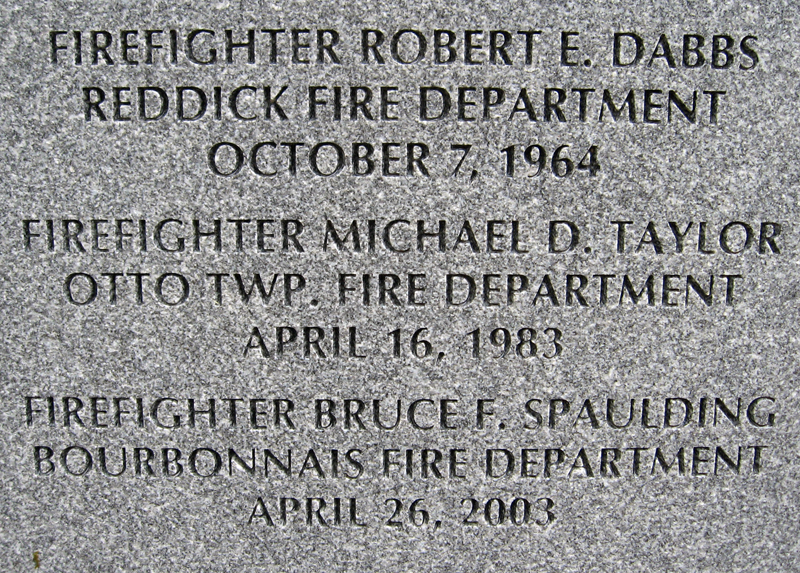 FIREFIGHTER ROBERT E. DABBS
REDDICK FIRE DEPARTMENT
OCTOBER 7, 1964
FIREFIGHTER MICHAEL D. TAYLOR
OTTO TWP. FIRE DEPARTMENT
APRIL 16, 1983
FIREFIGHTER BRUCE F. SPAULDING
BOURBONNAIS FIRE DEPARTMENT
APRIL 26, 2003